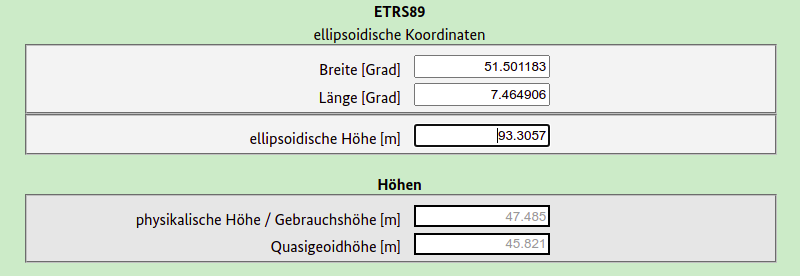 ETRS89
ellipsoidische Koordinaten
Breite [Grad] 51.501183
Länge [Grad] 7.464906
ellipsoidische Höhe [m] 93.3057
Höhen
physikalische Höhe / Gebrauchshöhe [m] 47.485
Quasigeoidhöhe [m] 45.821